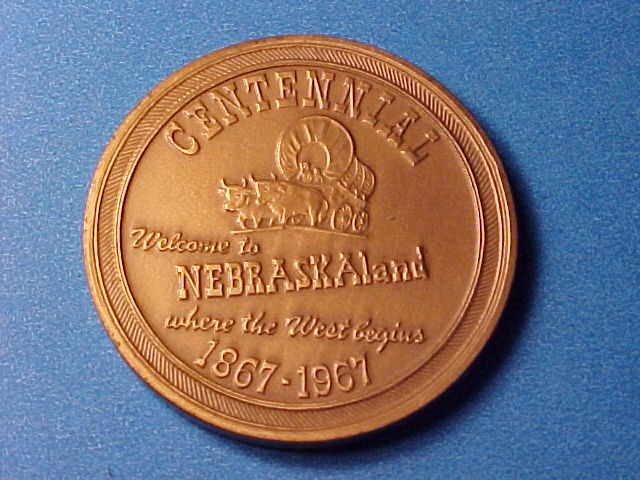 CENTENNIAL
Welcome to
NEBRASKAland
where the West begins
1867-1967